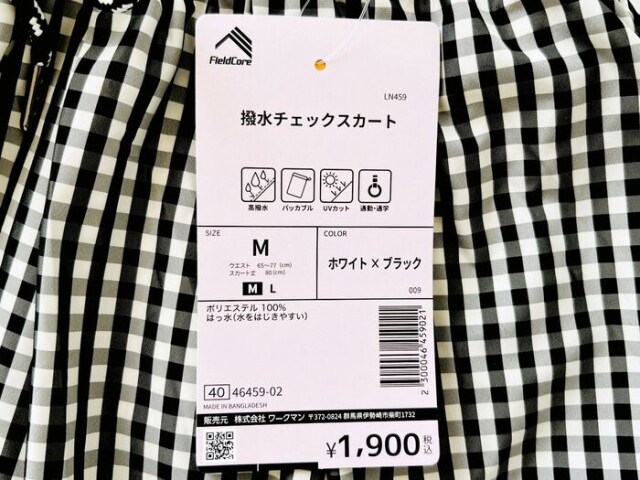 FieldCore
LN459
撥水チェックスカート
高撥水
パッカブル
UVカット
通勤・通学
SIZE
M
ウエスト 65～77 (cm)
スカート丈 80(cm)
M L
COLOR
ホワイト×ブラック
009
ポリエステル 100%
はっ水(水をはじきやすい)
2 300046 459021
40 46459-02
MADE IN BANGLADESH
販売元 株式会社 ワークマン 〒372-0824 群馬県伊勢崎市柴町1732
¥1,900 税込